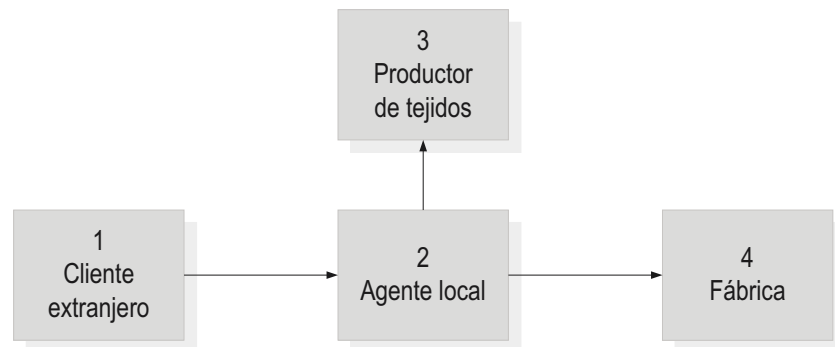 3
Productor
de tejidos
1
Cliente
extranjero
2
Agente local
4
Fábrica